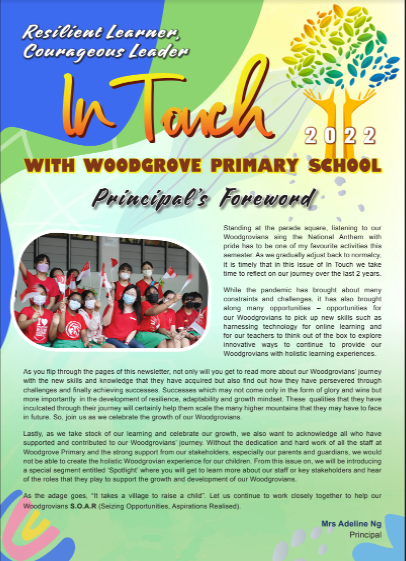 Resilient Learner,
Courageous Leader
In Touch
2022
WITH WOODGROVE PRIMARY SCHOOL
Principal's Foreword
Standing at the parade square, listening to our
Woodgrovians sing the National Anthem with
pride has to be one of my favourite activities this
semester. As we gradually adjust back to normalcy,
it is timely that in this issue of In Touch we take
time to reflect on our journey over the last 2 years.
While the pandemic has brought about many
constraints and challenges, it has also brought
along many opportunities – opportunities for
our Woodgrovians to pick up new skills such as
harnessing technology for online learning and
for our teachers to think out of the box to explore
innovative ways to continue to provide our
Woodgrovians with holistic learning experiences.
As you flip through the pages of this newsletter, not only will you get to read more about our Woodgrovians' journey
with the new skills and knowledge that they have acquired but also find out how they have persevered through
challenges and finally achieving successes. Successes which may not come only in the form of glory and wins but
more importantly in the development of resilience, adaptability and growth mindset. These qualities that they have
inculcated through their journey will certainly help them scale the many higher mountains that they may have to face
in future. So, join us as we celebrate the growth of our Woodgrovians.
Lastly, as we take stock of our learning and celebrate our growth, we also want to acknowledge all who have
supported and contributed to our Woodgrovians' journey. Without the dedication and hard work of all the staff at
Woodgrove Primary and the strong support from our stakeholders, especially our parents and guardians, we would
not be able to create the holistic Woodgrovian experience for our children. From this issue on, we will be introducing
a special segment entitled 'Spotlight' where you will get to learn more about our staff or key stakeholders and hear
of the roles that they play to support the growth and development of our Woodgrovians.
As the adage goes, "It takes a village to raise a child". Let us continue to work closely together to help our
Woodgrovians S.O.A.R (Seizing Opportunities, Aspirations Realised).
Mrs Adeline Ng
Principal